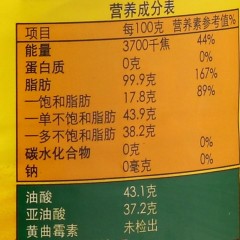 营养成分表
项目 每100克 营养素参考值%
能量 3700千焦 44%
蛋白质 0克 0%
脂肪 99.9克 167%
—饱和脂肪 17.8克 89%
—单不饱和脂肪 43.9克
—多不饱和脂肪 38.2克
碳水化合物 0克 0%
钠 0毫克 0%
油酸 43.1克
亚油酸 37.2克
黄曲霉素 未检出